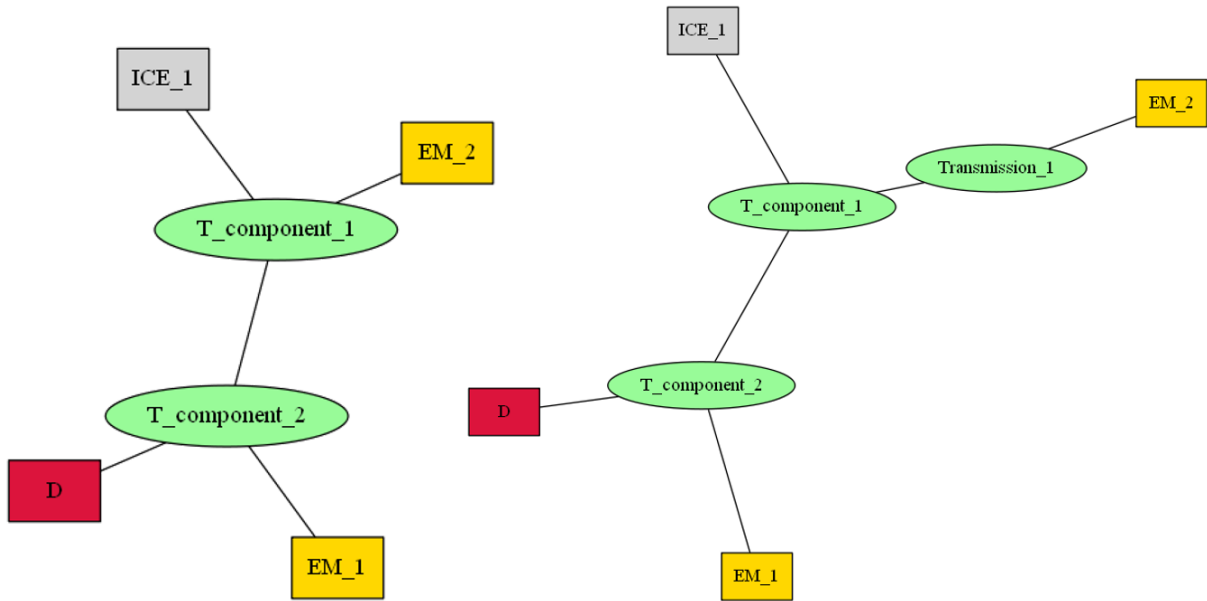 ICE_1
EM_2
T_component_1
T_component_2
D
EM_1
ICE_1
EM_2
Transmission_1
T_component_1
T_component_2
D
EM_1